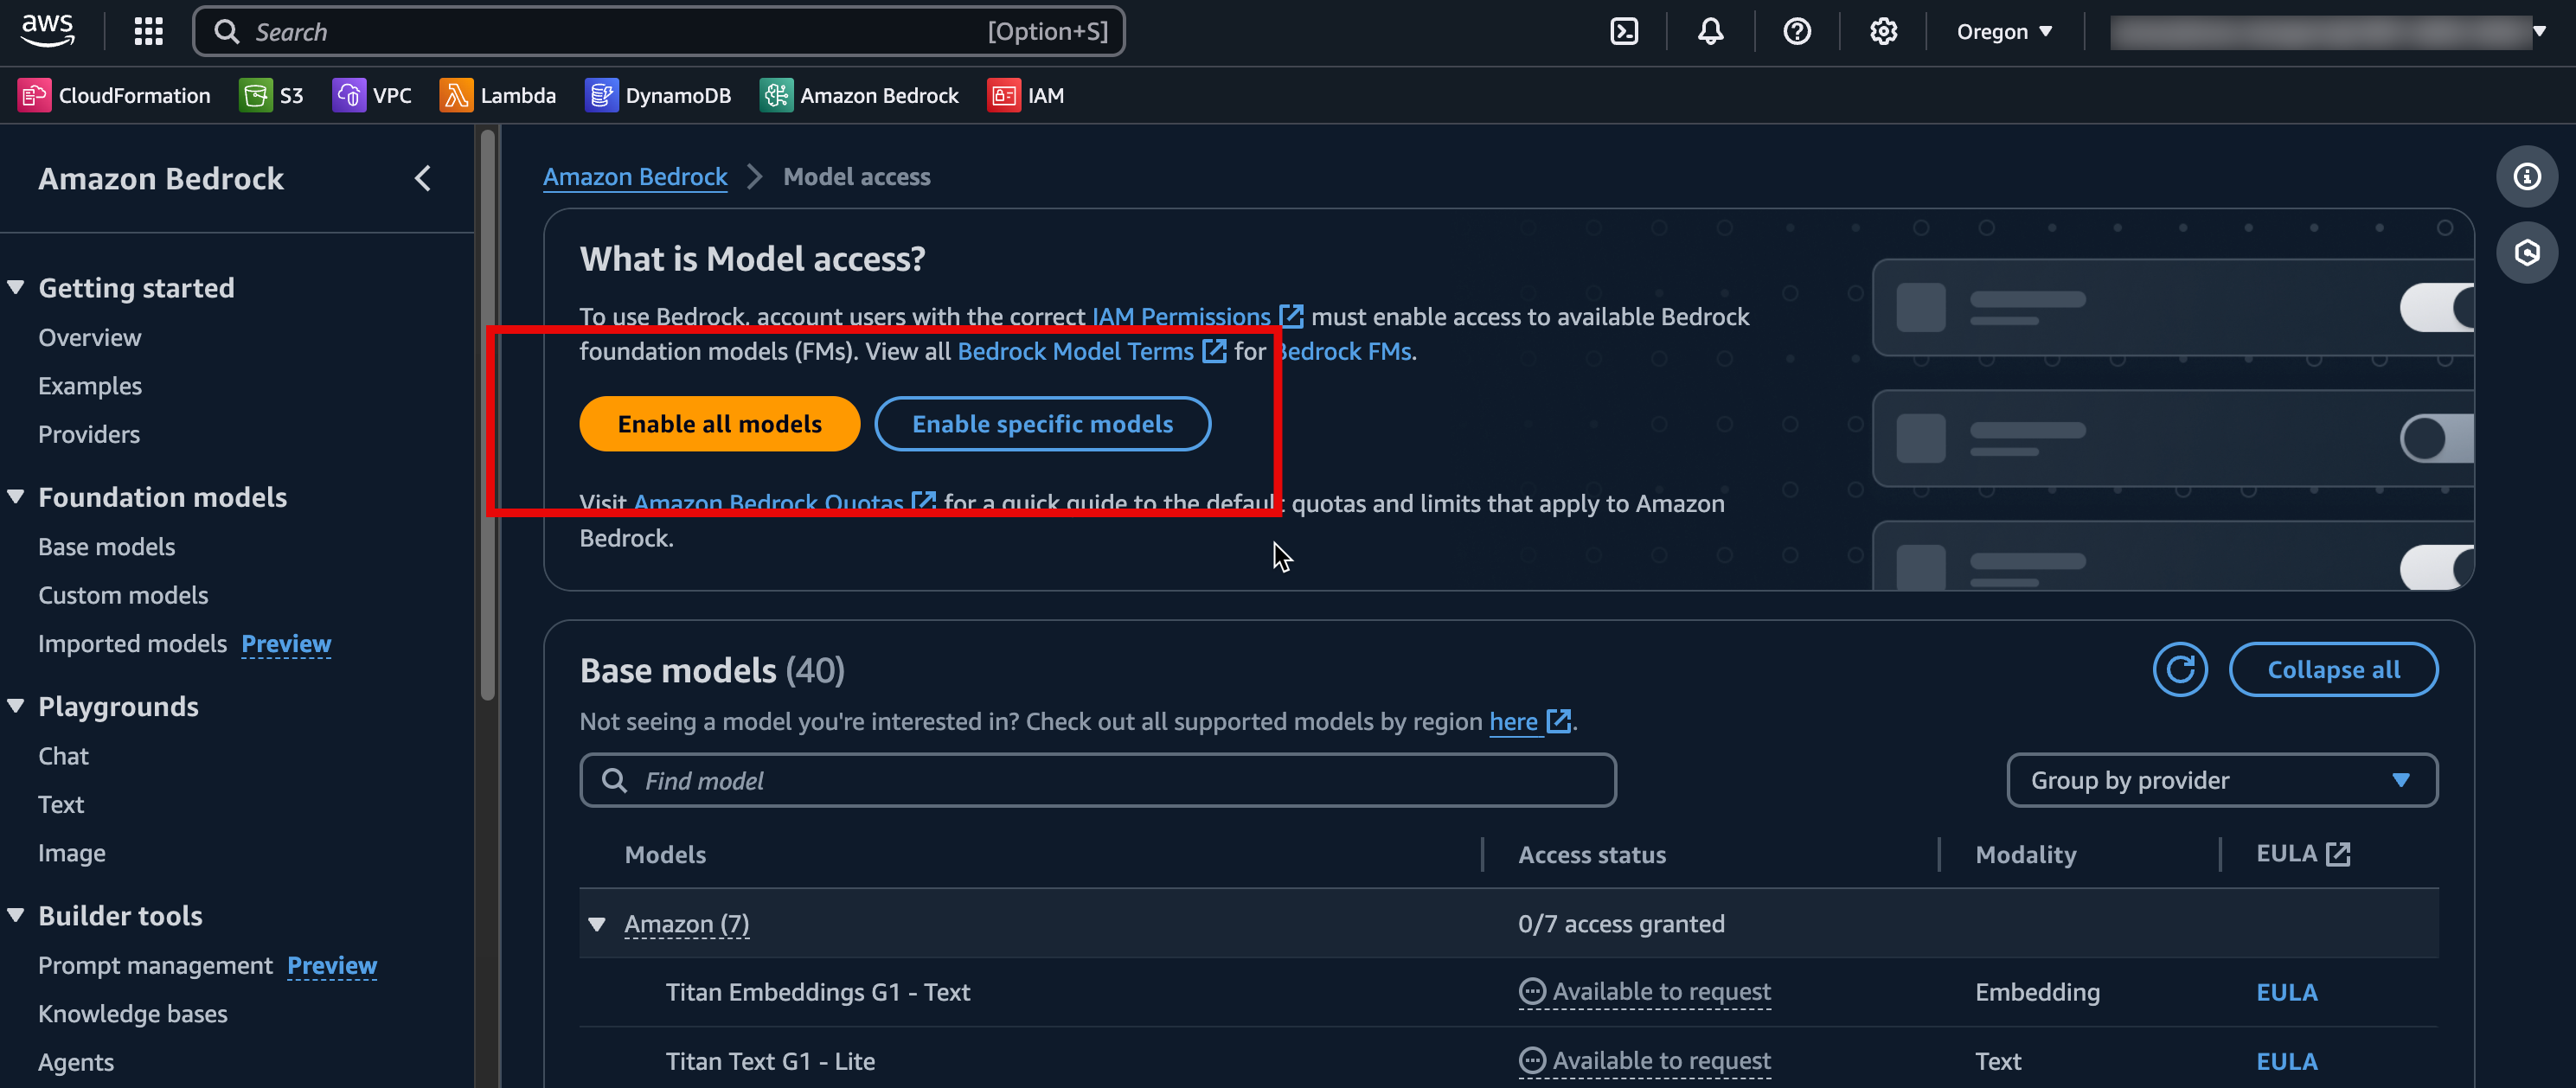 aws
Search [Option+S]
Oregon
CloudFormation S3 VPC Lambda DynamoDB Amazon Bedrock IAM
Amazon Bedrock
Getting started
Overview
Examples
Providers
Foundation models
Base models
Custom models
Imported models Preview
Playgrounds
Chat
Text
Image
Builder tools
Prompt management Preview
Knowledge bases
Agents
Amazon Bedrock Model access
What is Model access?
To use Bedrock, account users with the correct IAM Permissions must enable access to available Bedrock
foundation models (FMs). View all Bedrock Model Terms for Bedrock FMs.
Enable all models Enable specific models
Visit Amazon Bedrock Quotas for a quick guide to the default quotas and limits that apply to Amazon
Bedrock.
Base models (40)
Collapse all
Not seeing a model you're interested in? Check out all supported models by region here.
Find model
Group by provider
Models Access status Modality EULA
Amazon (7) 0/7 access granted
Titan Embeddings G1 - Text Available to request Embedding EULA
Titan Text G1 - Lite Available to request Text EULA